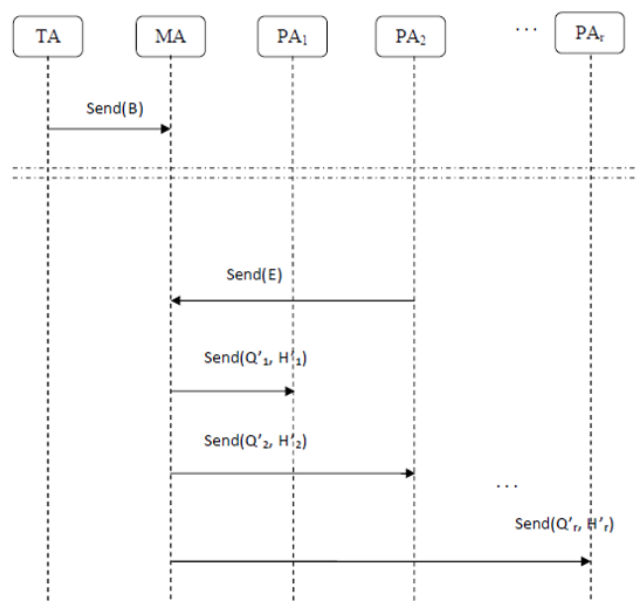 TA MA PA₁ PA₂ ... PAᵣ
Send(B)
Send(E)
Send(Q'₁, H'₁)
Send(Q'₂, H'₂)
...
Send(Q'ᵣ, H'ᵣ)